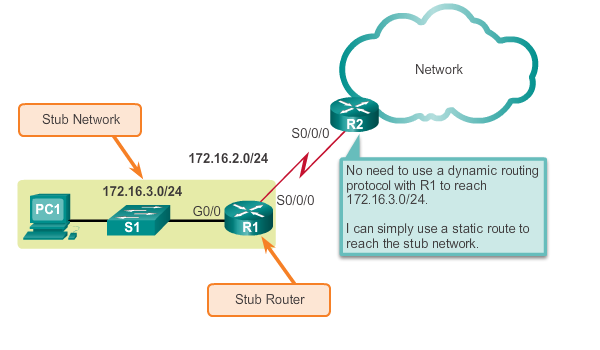 Network
Stub Network
R2
S0/0/0
172.16.2.0/24
No need to use a dynamic routing
protocol with R1 to reach
172.16.3.0/24.
I can simply use a static route to
reach the stub network.
172.16.3.0/24
S0/0/0
PC1
G0/0
S1
R1
Stub Router